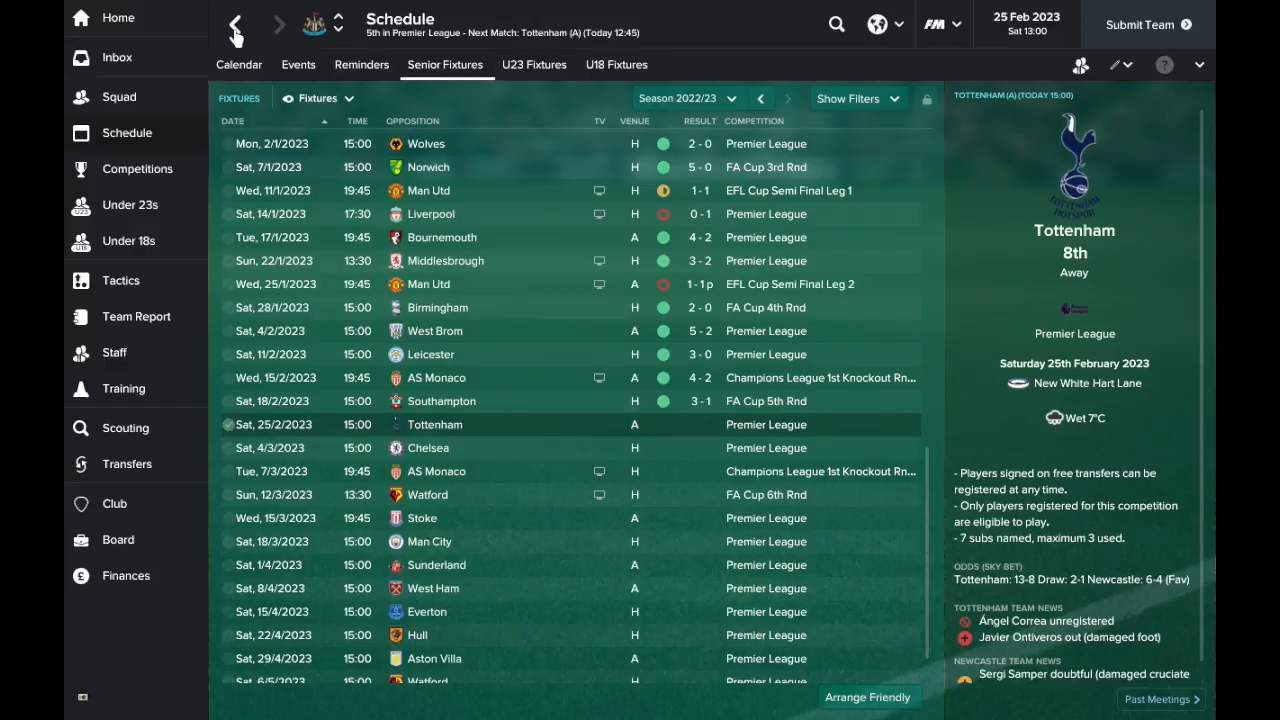 Home
Inbox
Squad
Schedule
Competitions
Under 23s
Under 18s
Tactics
Team Report
Staff
Training
Scouting
Transfers
Club
Board
Finances
Schedule
5th in Premier League - Next Match: Tottenham (A) (Today 12:45)
FM
25 Feb 2023
Sat 13:00
Submit Team
Calendar Events Reminders Senior Fixtures U23 Fixtures U18 Fixtures
FIXTURES Fixtures Season 2022/23 Show Filters
DATE TIME OPPOSITION TV VENUE RESULT COMPETITION
Mon, 2/1/2023 15:00 Wolves H 2 - 0 Premier League
Sat, 7/1/2023 15:00 Norwich H 5 - 0 FA Cup 3rd Rnd
Wed, 11/1/2023 19:45 Man Utd H 1 - 1 EFL Cup Semi Final Leg 1
Sat, 14/1/2023 17:30 Liverpool H 0 - 1 Premier League
Tue, 17/1/2023 19:45 Bournemouth A 4 - 2 Premier League
Sun, 22/1/2023 13:30 Middlesbrough H 3 - 2 Premier League
Wed, 25/1/2023 19:45 Man Utd A 1 - 1 p EFL Cup Semi Final Leg 2
Sat, 28/1/2023 15:00 Birmingham H 2 - 0 FA Cup 4th Rnd
Sat, 4/2/2023 15:00 West Brom A 5 - 2 Premier League
Sat, 11/2/2023 15:00 Leicester H 3 - 0 Premier League
Wed, 15/2/2023 19:45 AS Monaco A 4 - 2 Champions League 1st Knockout Rn...
Sat, 18/2/2023 15:00 Southampton H 3 - 1 FA Cup 5th Rnd
Sat, 25/2/2023 15:00 Tottenham A Premier League
Sat, 4/3/2023 15:00 Chelsea H Premier League
Tue, 7/3/2023 19:45 AS Monaco H Champions League 1st Knockout Rn...
Sun, 12/3/2023 13:30 Watford H FA Cup 6th Rnd
Wed, 15/3/2023 19:45 Stoke A Premier League
Sat, 18/3/2023 15:00 Man City A Premier League
Sat, 1/4/2023 15:00 Sunderland A Premier League
Sat, 8/4/2023 15:00 West Ham A Premier League
Sat, 15/4/2023 15:00 Everton H Premier League
Sat, 22/4/2023 15:00 Hull H Premier League
Sat, 29/4/2023 15:00 Aston Villa A Premier League
Sat, 6/5/2023 15:00 Watford H Premier League
Arrange Friendly
TOTTENHAM (A) (TODAY 15:00)
TOTTENHAM
HOTSPUR
Tottenham
8th
Away
Premier League
Saturday 25th February 2023
New White Hart Lane
Wet 7°C
- Players signed on free transfers can be
registered at any time.
- Only players registered for this competition
are eligible to play.
- 7 subs named, maximum 3 used.
ODDS (SKY BET)
Tottenham: 13-8 Draw: 2-1 Newcastle: 6-4 (Fav)
TOTTENHAM TEAM NEWS
Ángel Correa unregistered
Javier Ontiveros out (damaged foot)
NEWCASTLE TEAM NEWS
Sergi Samper doubtful (damaged cruciate
Past Meetings